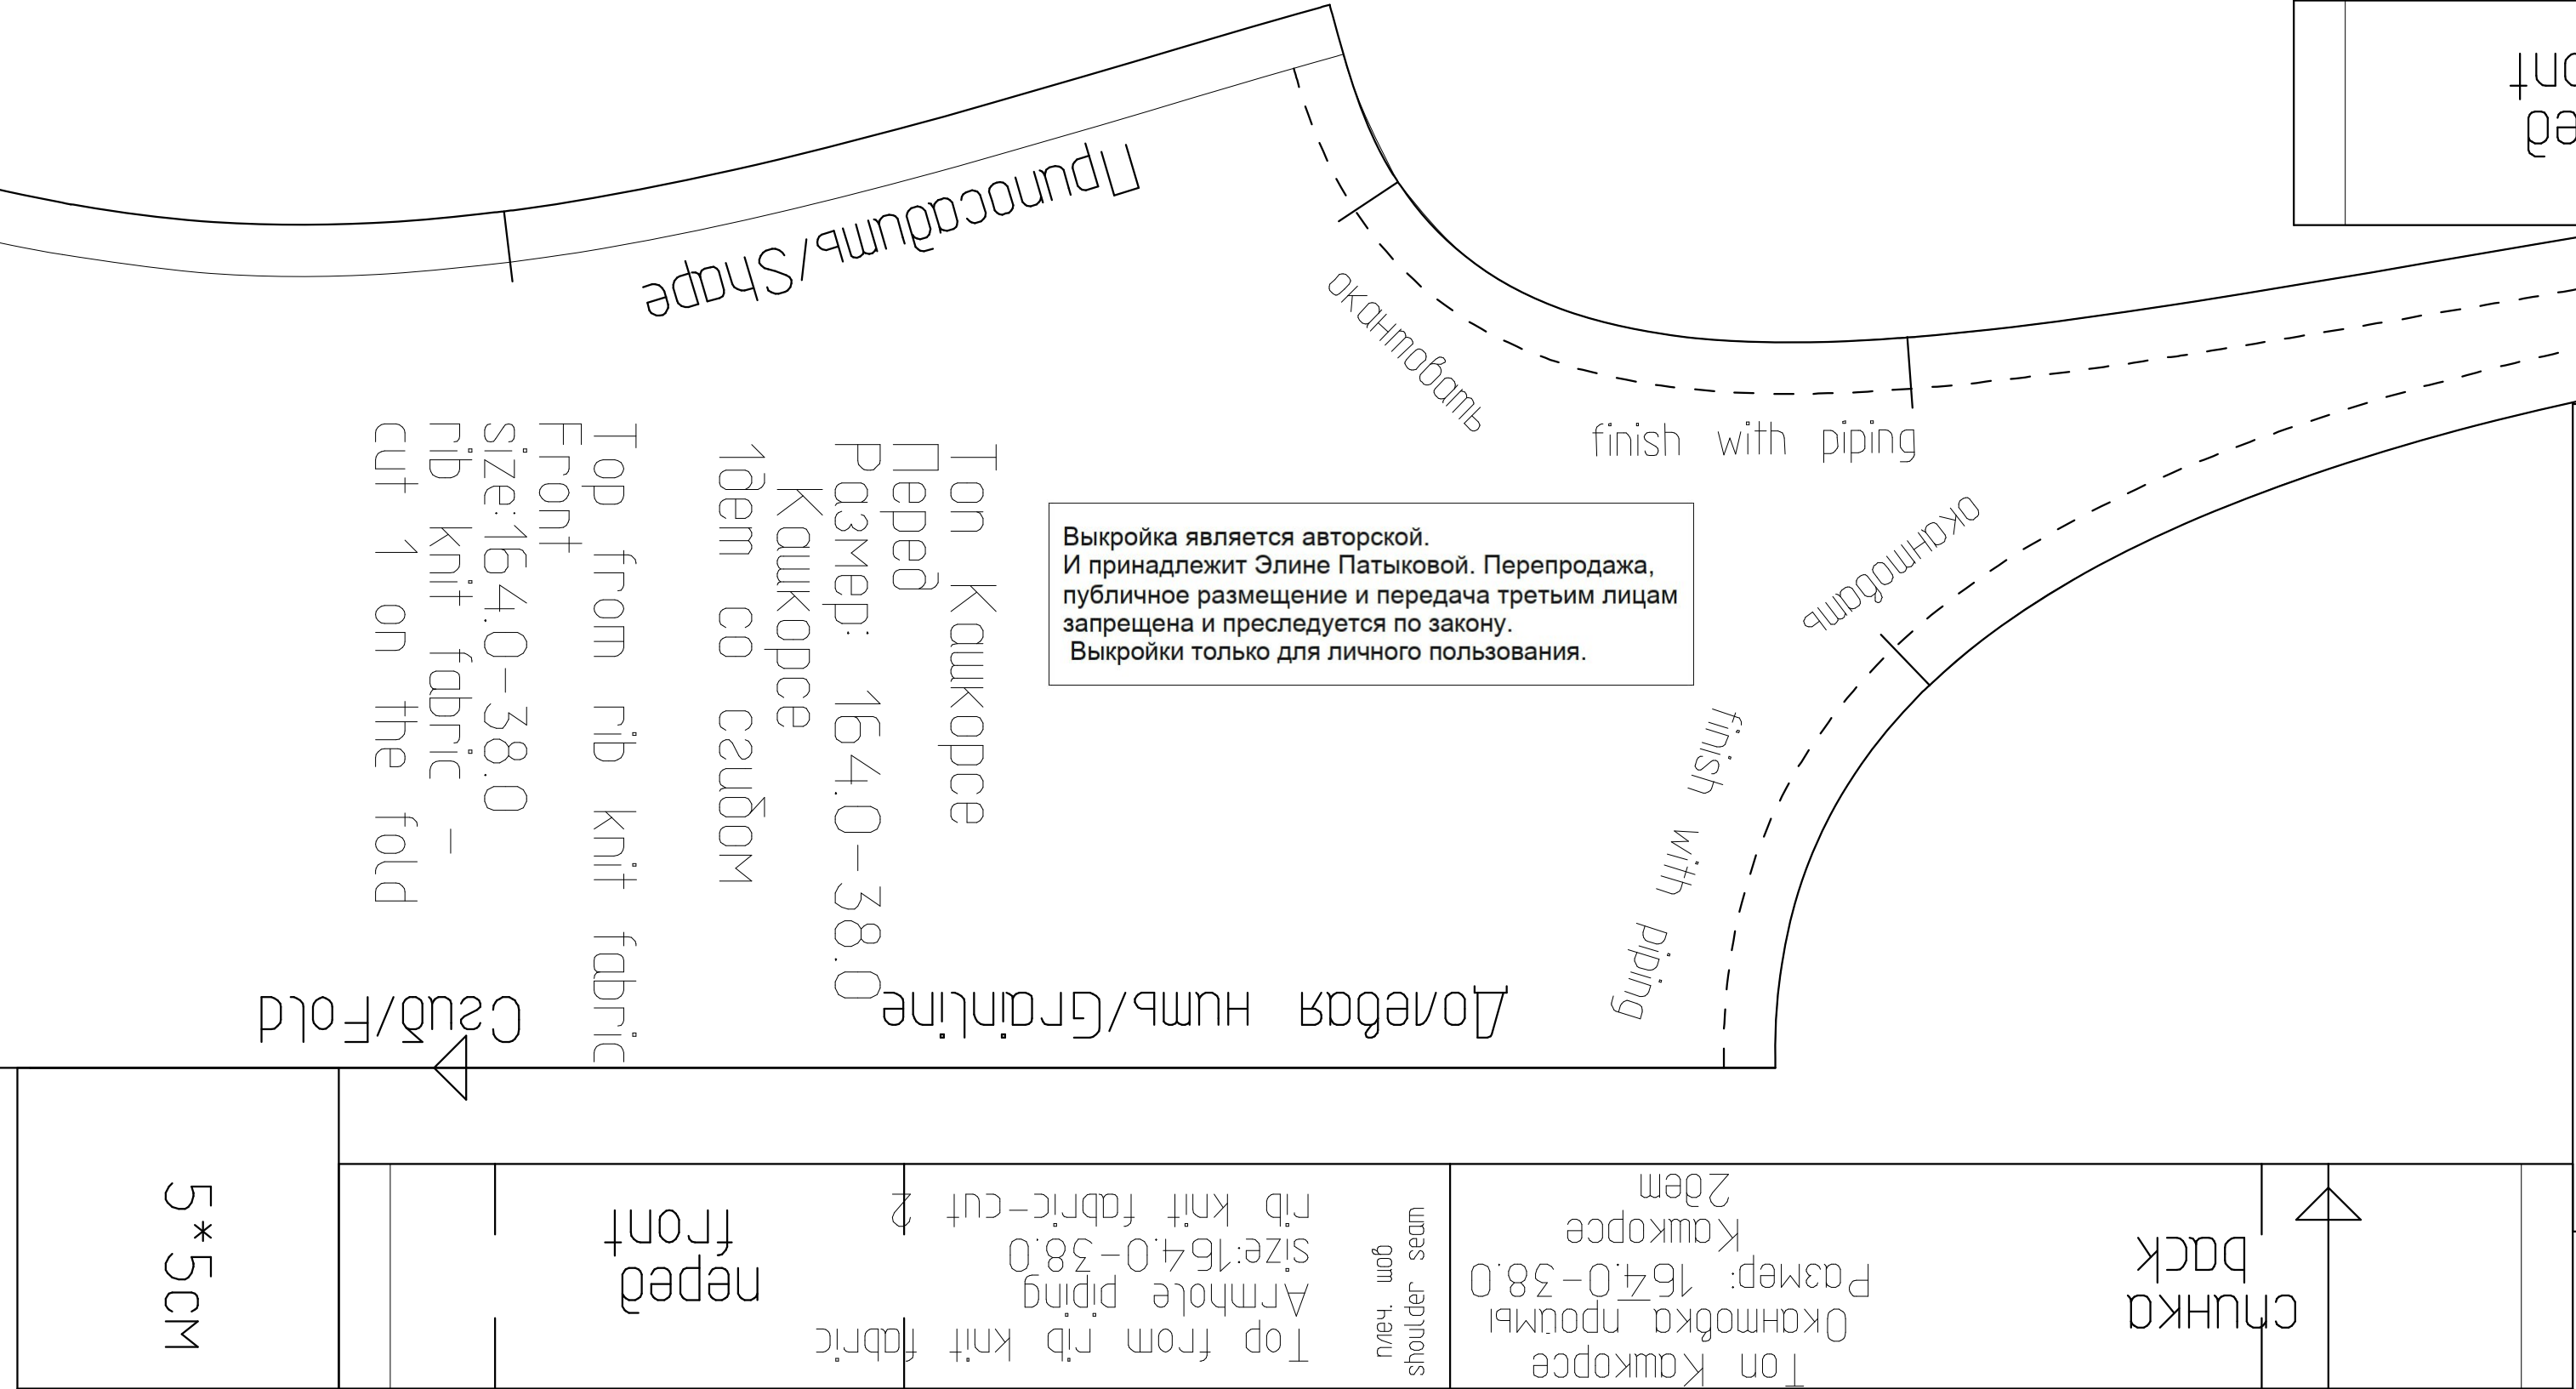 Припосадить/Shape
окантовать
finish with piping
окантовать
finish with piping
Top from rib knit fabric
Front
size:164.0-38.0
rib knit fabric -
cut 1 on the fold
Топ Кашкорсе
Перед
Размер: 164.0-38.0
Кашкорсе
1дет со сгибом
Выкройка является авторской.
И принадлежит Элине Патыковой. Перепродажа,
публичное размещение и передача третьим лицам
запрещена и преследуется по закону.
Выкройки только для личного пользования.
Сгиб/Fold
Долевая нить/Grainline
5*5см
перед
front
Top from rib knit fabric
Armhole piping
size:164.0-38.0
rib knit fabric-cut 2
shoulder seam
Топ Кашкорсе
Окантовка проймы
Размер: 164.0-38.0
Кашкорсе
2дет
спинка
back